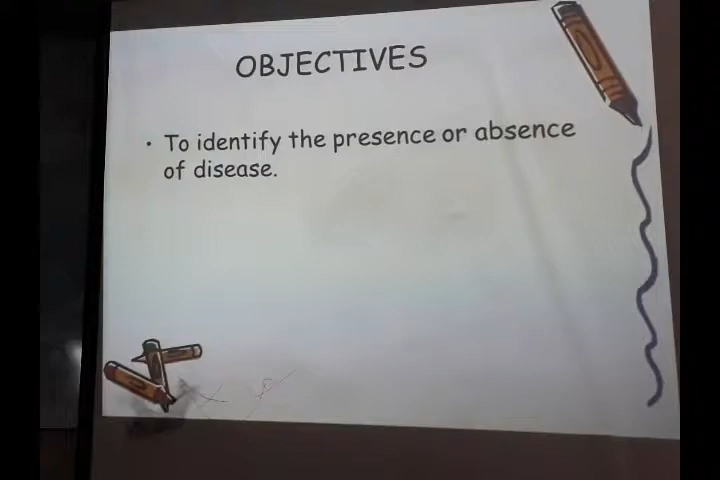 OBJECTIVES
• To identify the presence or absence
of disease.